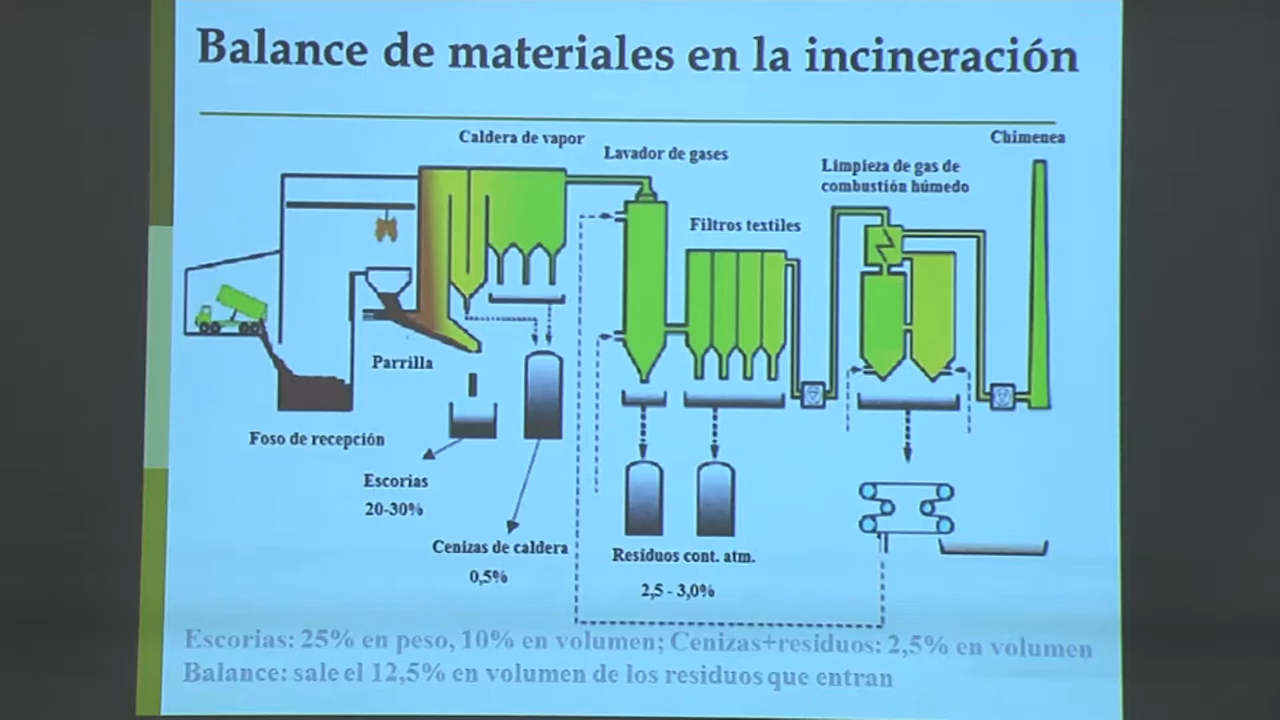 Balance de materiales en la incineración
Caldera de vapor
Lavador de gases
Chimenea
Limpieza de gas de
combustión húmedo
Filtros textiles
Parrilla
Foso de recepción
Escorias
20-30%
Cenizas de caldera
0,5%
Residuos cont. atm.
2,5 - 3,0%
Escorias: 25% en peso, 10% en volumen; Cenizas+residuos: 2,5% en volumen
Balance: sale el 12,5% en volumen de los residuos que entran